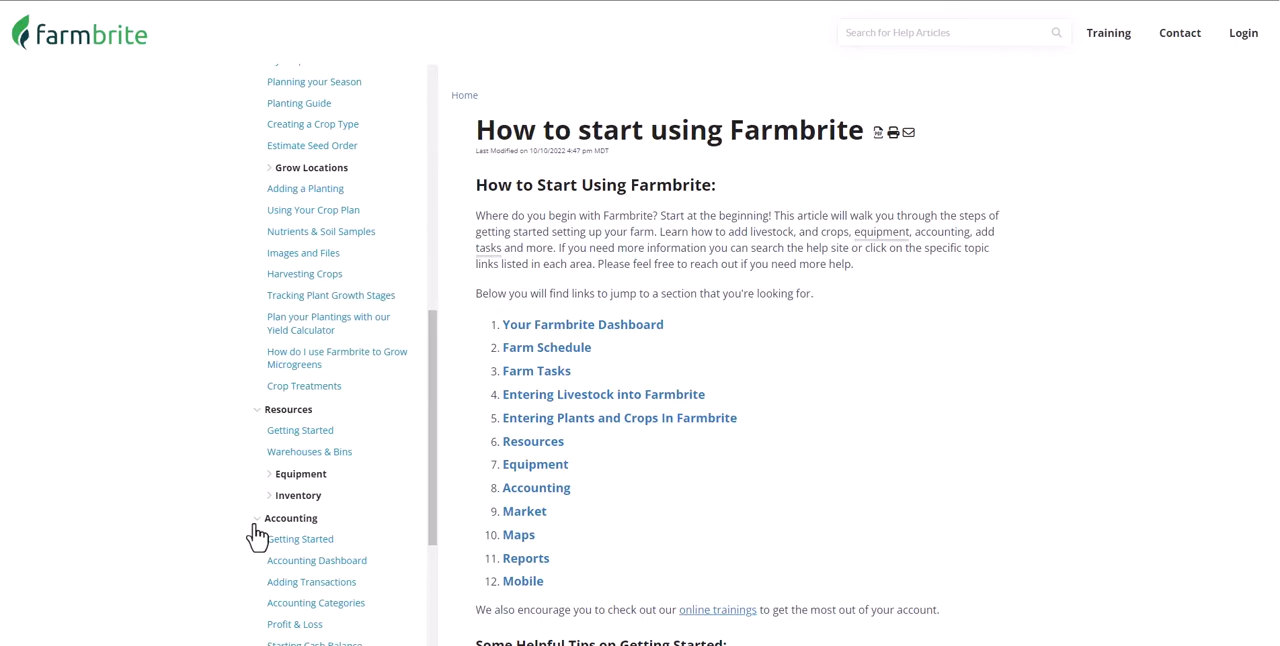 farmbrite
Search for Help Articles
Training
Contact
Login
Planning your Season
Planting Guide
Creating a Crop Type
Estimate Seed Order
Grow Locations
Adding a Planting
Using Your Crop Plan
Nutrients & Soil Samples
Images and Files
Harvesting Crops
Tracking Plant Growth Stages
Plan your Plantings with our
Yield Calculator
How do I use Farmbrite to Grow
Microgreens
Crop Treatments
Resources
Getting Started
Warehouses & Bins
Equipment
Inventory
Accounting
Getting Started
Accounting Dashboard
Adding Transactions
Accounting Categories
Profit & Loss
Starting Cash Balance
Home
How to start using Farmbrite
Last Modified on 10/10/2022 4:47 pm MDT
How to Start Using Farmbrite:
Where do you begin with Farmbrite? Start at the beginning! This article will walk you through the steps of
getting started setting up your farm. Learn how to add livestock, and crops, equipment, accounting, add
tasks and more. If you need more information you can search the help site or click on the specific topic
links listed in each area. Please feel free to reach out if you need more help.
Below you will find links to jump to a section that you're looking for.
1. Your Farmbrite Dashboard
2. Farm Schedule
3. Farm Tasks
4. Entering Livestock into Farmbrite
5. Entering Plants and Crops In Farmbrite
6. Resources
7. Equipment
8. Accounting
9. Market
10. Maps
11. Reports
12. Mobile
We also encourage you to check out our online trainings to get the most out of your account.
Some Helpful Tips on Getting Started: